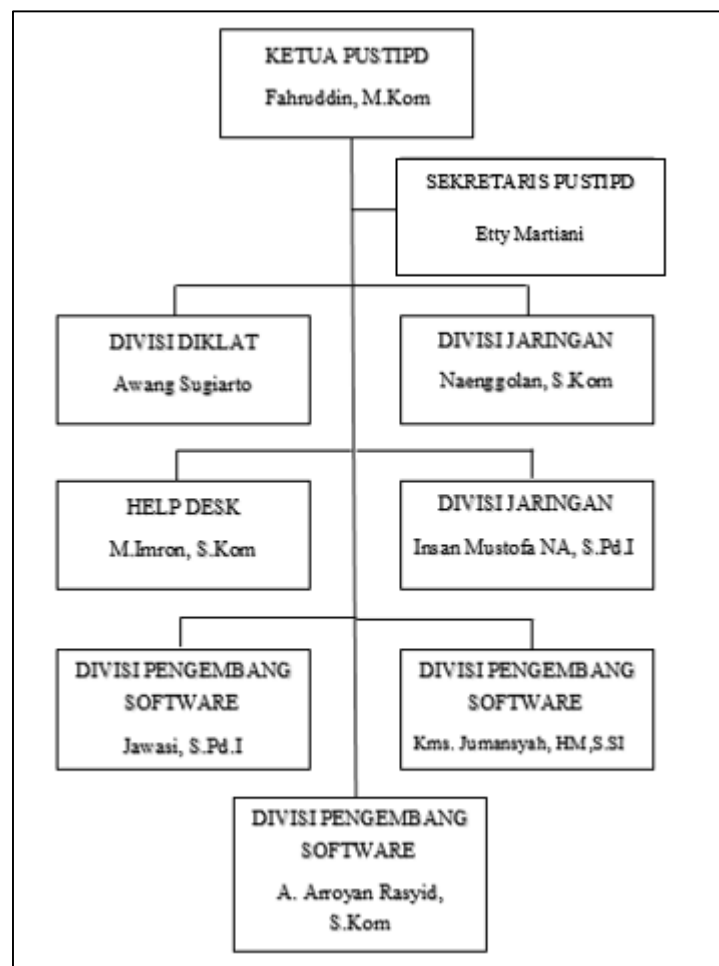 KETUA PUSTIPD
Fahruddin, M.Kom
SEKRETARIS PUSTIPD
Etty Martiani
DIVISI DIKLAT
Awang Sugiarto
DIVISI JARINGAN
Naenggolan, S.Kom
HELP DESK
M.Imron, S.Kom
DIVISI JARINGAN
Insan Mustofa NA, S.Pd.I
DIVISI PENGEMBANG
SOFTWARE
Jawasi, S.Pd.I
DIVISI PENGEMBANG
SOFTWARE
Kms. Jumansyah, HM,S.SI
DIVISI PENGEMBANG
SOFTWARE
A. Arroyan Rasyid,
S.Kom